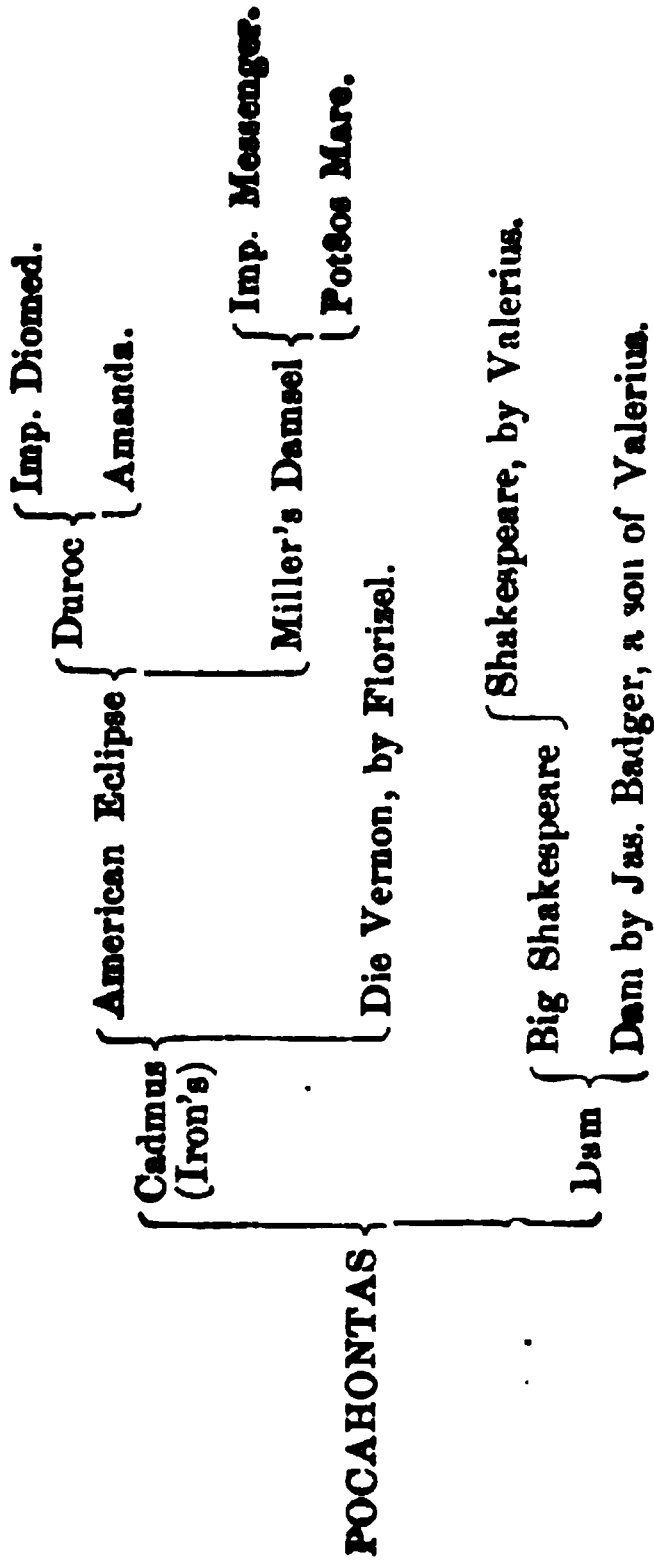 Imp. Diomed.
Duroc
Amanda.
American Eclipse
Imp. Messenger.
Miller's Damsel
Pot8os Mare.
Cadmus
(Iron's)
Die Vernon, by Florizel.
POCAHONTAS
Shakespeare, by Valerius.
Big Shakespeare
Dam
Dam by Jas. Badger, a son of Valerius.